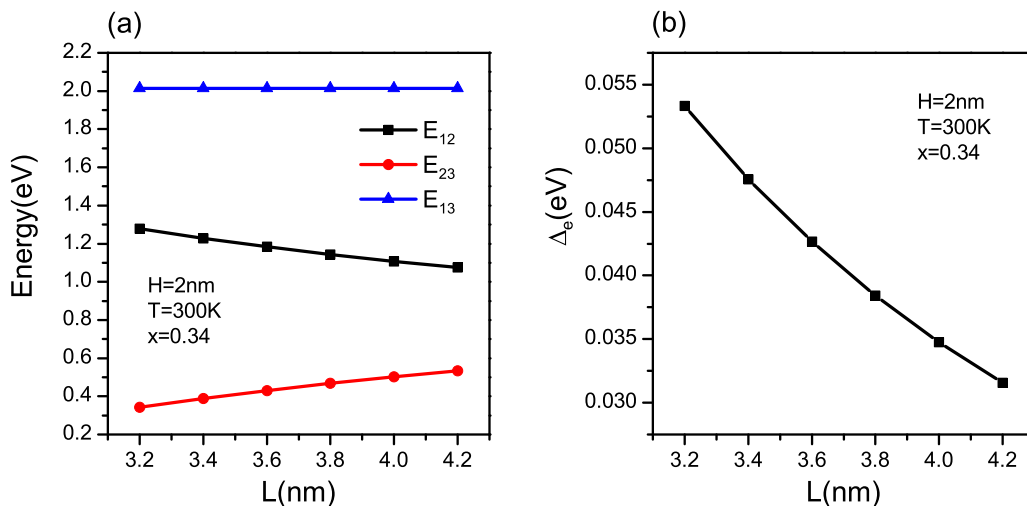 (a)
Energy(eV)
2.2
2.0
1.8
1.6
1.4
1.2
1.0
0.8
0.6
0.4
0.2
E12
E23
E13
H=2nm
T=300K
x=0.34
3.2 3.4 3.6 3.8 4.0 4.2
L(nm)
(b)
Δe(eV)
0.055
0.050
0.045
0.040
0.035
0.030
H=2nm
T=300K
x=0.34
3.2 3.4 3.6 3.8 4.0 4.2
L(nm)